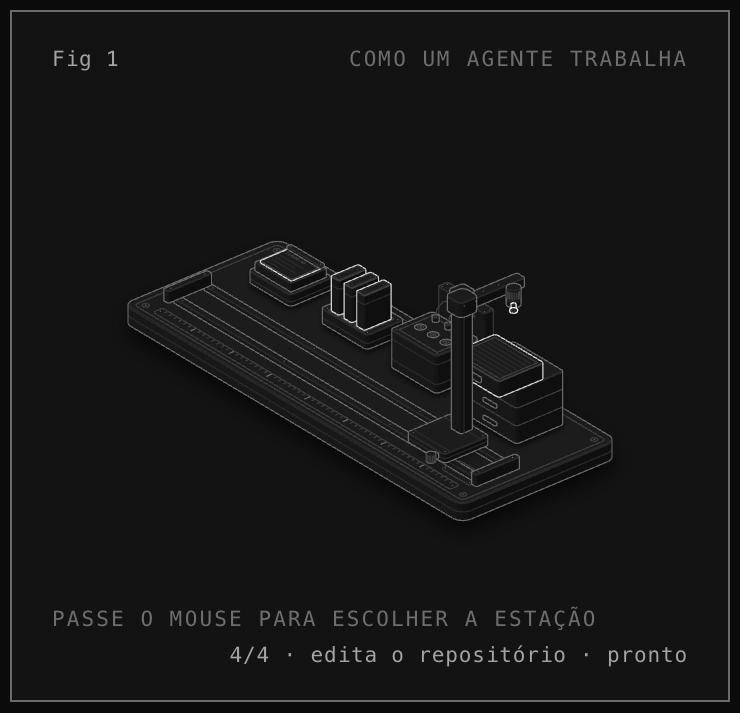 Fig 1
COMO UM AGENTE TRABALHA
PASSE O MOUSE PARA ESCOLHER A ESTAÇÃO
4/4 · edita o repositório · pronto